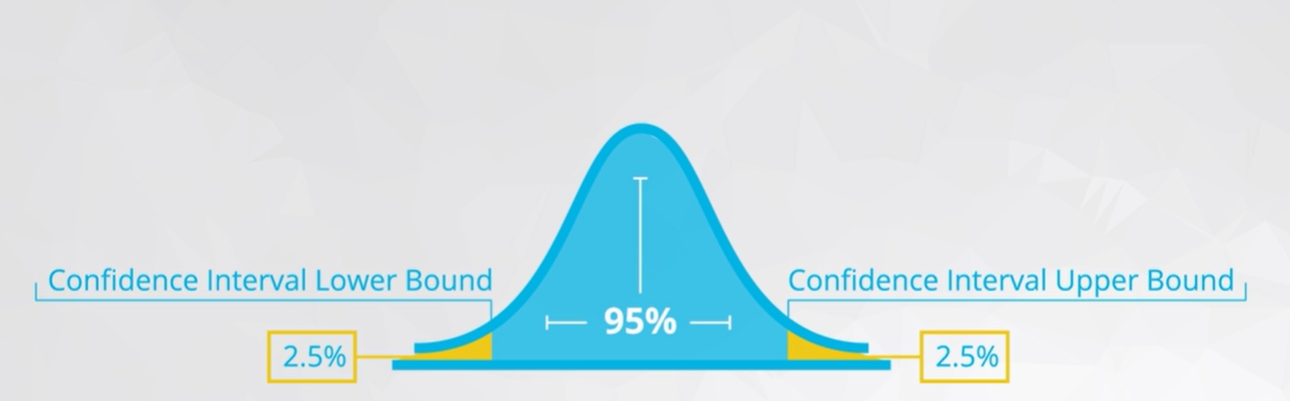 Confidence Interval Lower Bound
Confidence Interval Upper Bound
95%
2.5%
2.5%